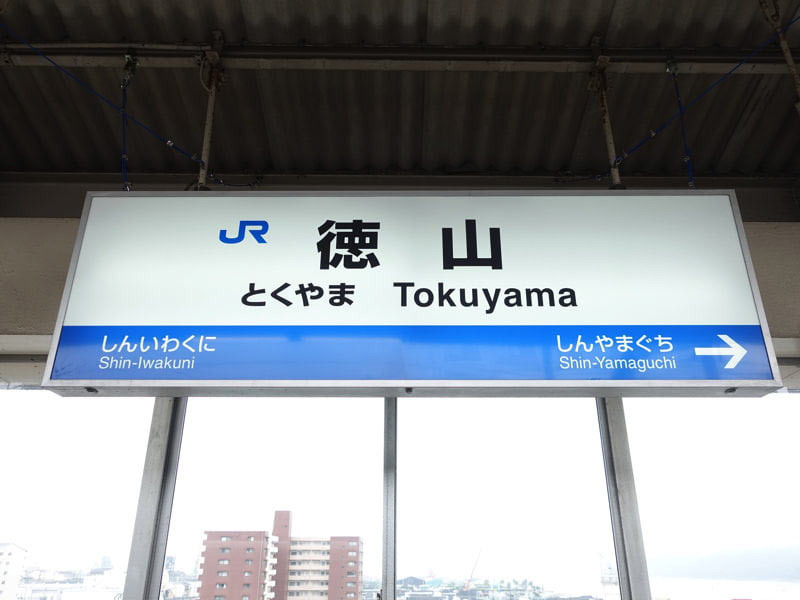 JR 徳山
とくやま Tokuyama
しんいわくに しんやまぐち →
Shin-Iwakuni Shin-Yamaguchi